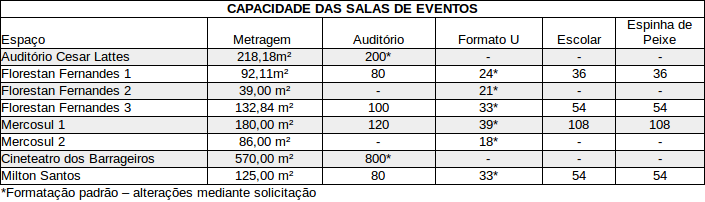 CAPACIDADE DAS SALAS DE EVENTOS
Espaço Metragem Auditório Formato U Escolar Espinha de Peixe
Auditório Cesar Lattes 218,18m² 200* - - -
Florestan Fernandes 1 92,11m² 80 24* 36 36
Florestan Fernandes 2 39,00 m² - 21* - -
Florestan Fernandes 3 132,84 m² 100 33* 54 54
Mercosul 1 180,00 m² 120 39* 108 108
Mercosul 2 86,00 m² - 18* - -
Cineteatro dos Barrageiros 570,00 m² 800* - - -
Milton Santos 125,00 m² 80 33* 54 54
*Formatação padrão – alterações mediante solicitação